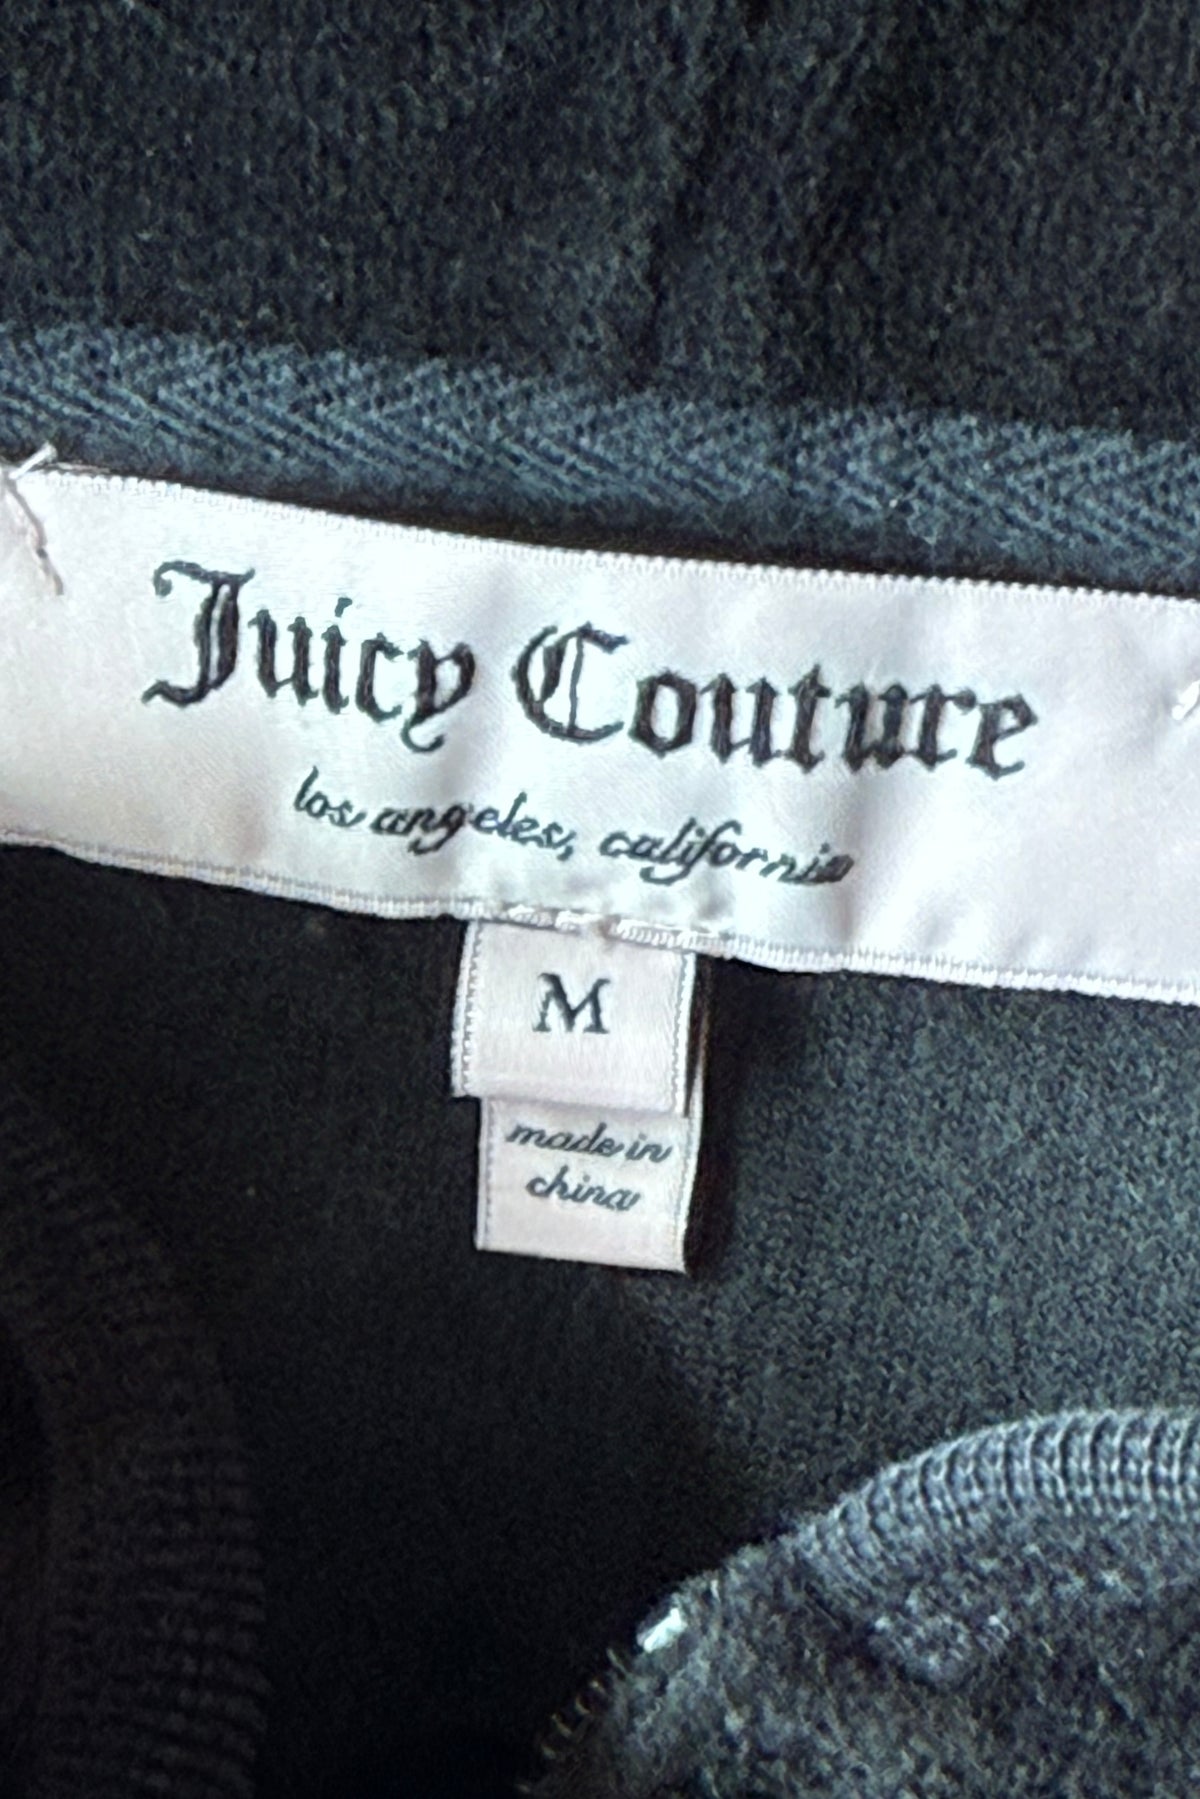 Juicy Couture
los angeles, california
M
made in
china